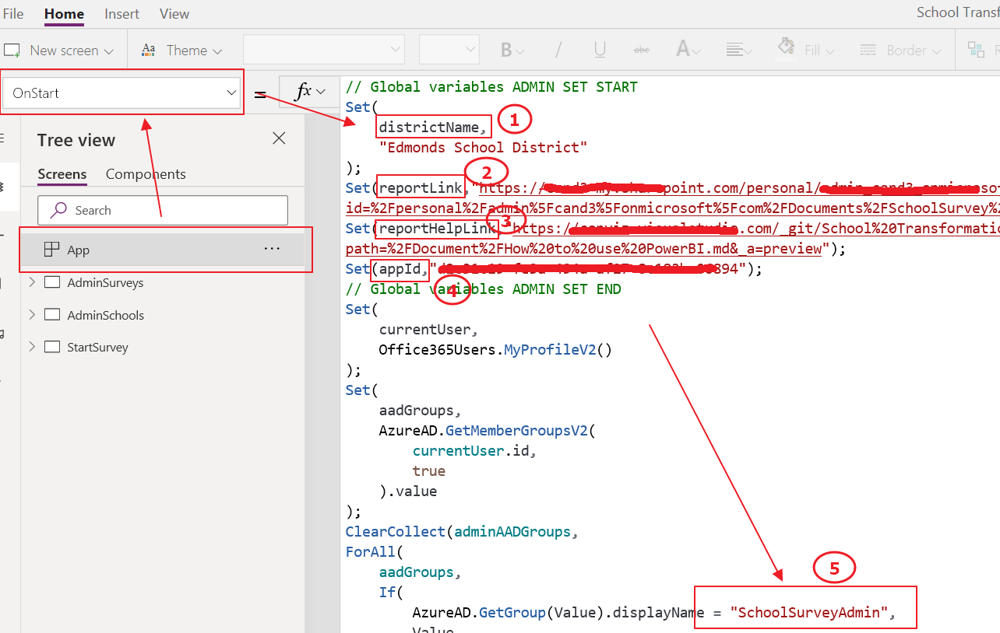 File Home Insert View School Transf
New screen Theme B / U abc A Fill Border
OnStart = fx
Tree view
Screens Components
Search
App ...
AdminSurveys
AdminSchools
StartSurvey
// Global variables ADMIN SET START
Set(
districtName, 1
"Edmonds School District"
); 2
Set(reportLink,"https:// point.com/personal/ osoft
id=%2Fpersonal%2Fadmin%5Fcand3%5Fonmicrosoft%5Fcom%2FDocuments%2FSchoolSurvey%2
Set(reportHelpLink 3 https:// .com/_git/School%20Transformatio
path=%2FDocument%2FHow%20to%20use%20PowerBI.md&_a=preview");
Set(appId," 894");
// Global variables ADMIN SET END 4
Set(
currentUser,
Office365Users.MyProfileV2()
);
Set(
aadGroups,
AzureAD.GetMemberGroupsV2(
currentUser.id,
true
).value
);
ClearCollect(adminAADGroups,
ForAll(
aadGroups, 5
If(
AzureAD.GetGroup(Value).displayName = "SchoolSurveyAdmin",
Value